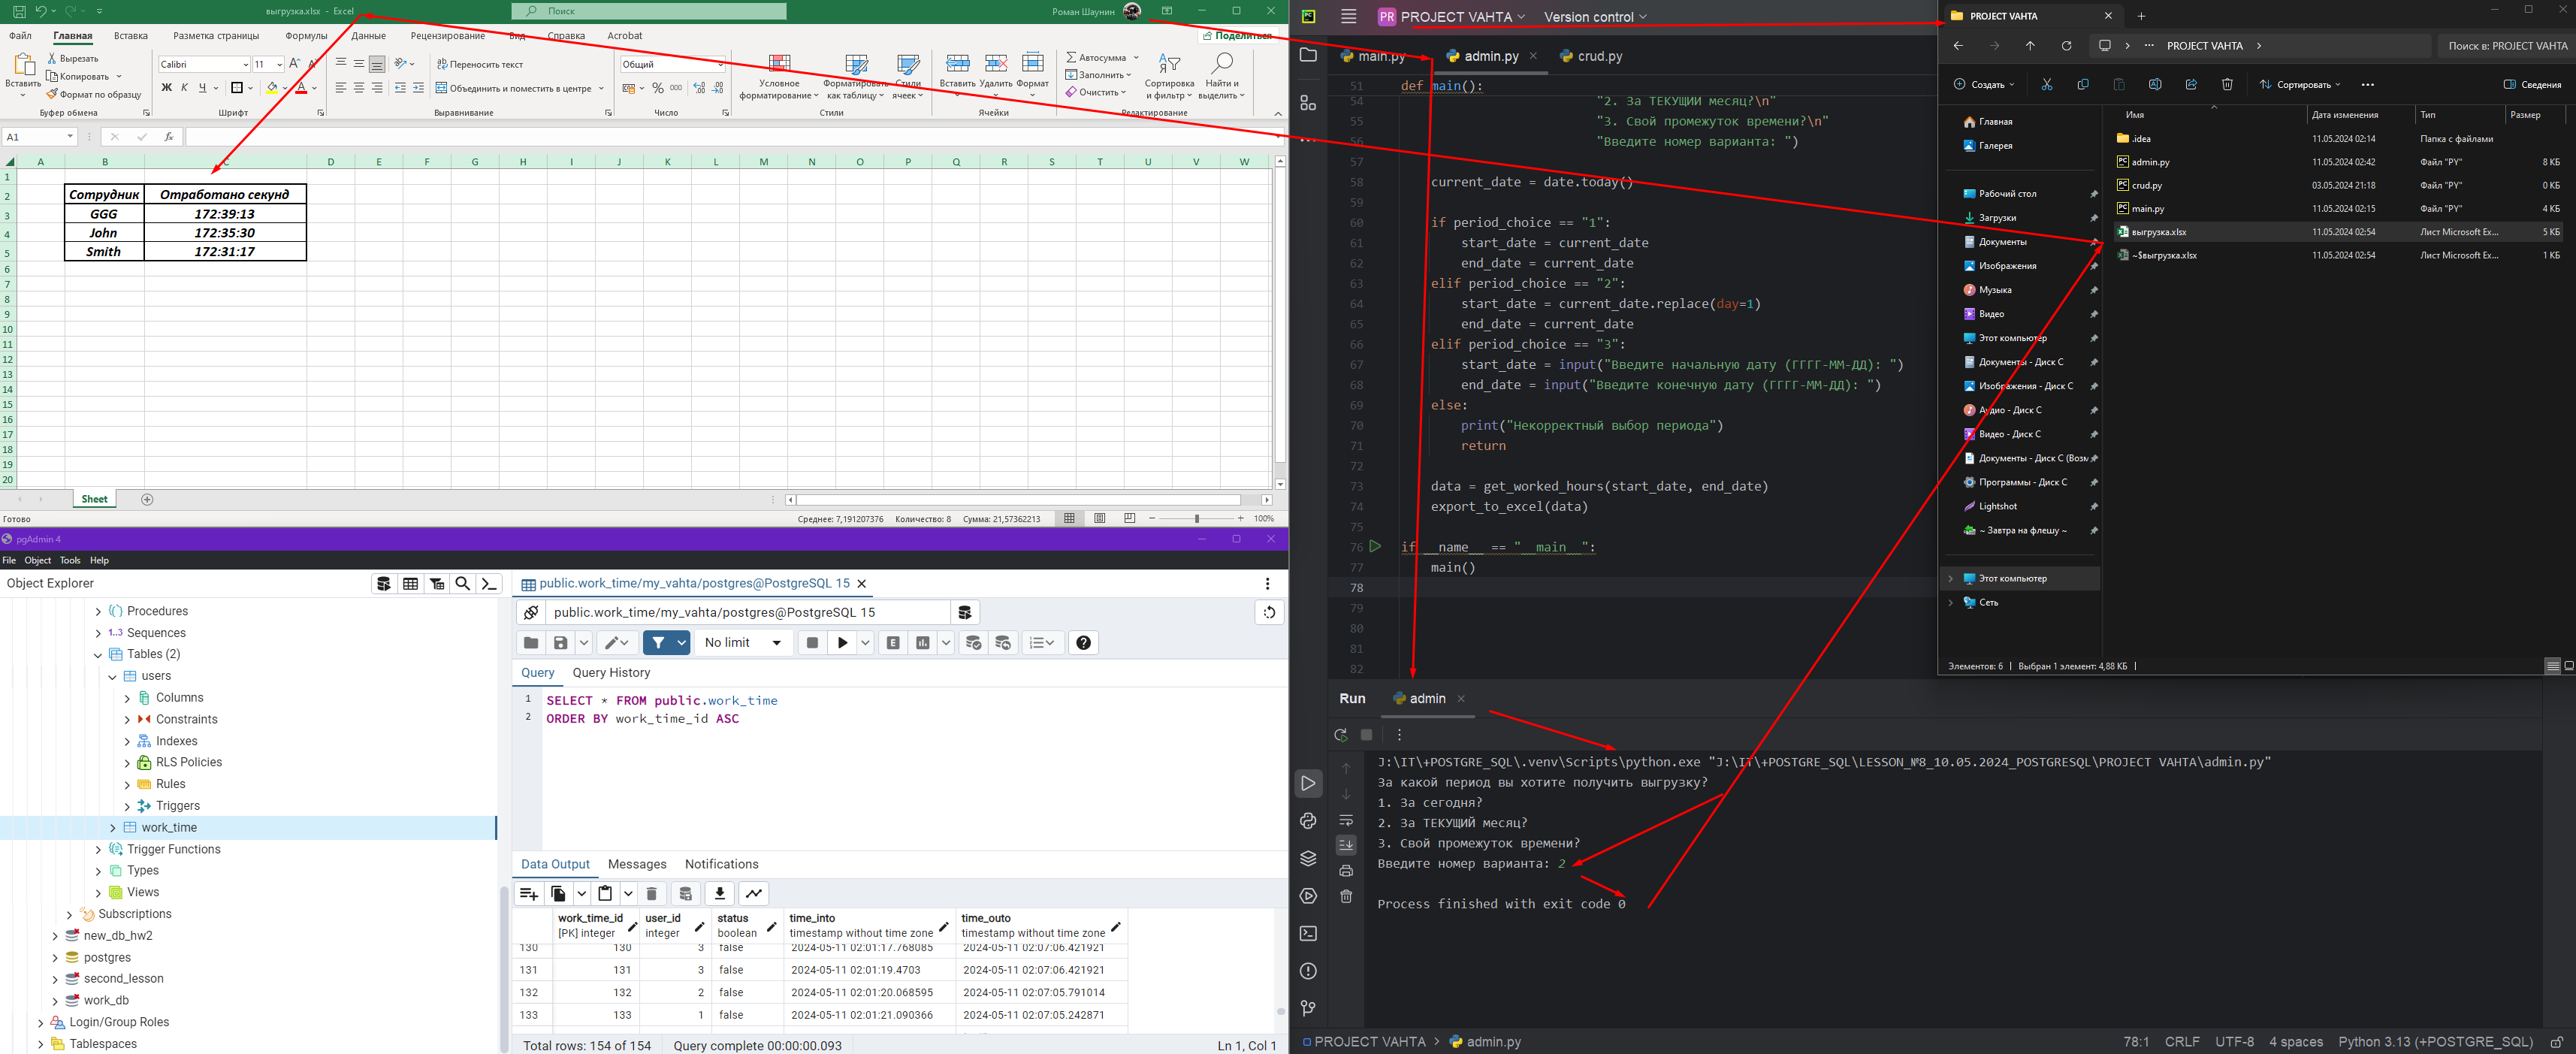 выгрузка.xlsx - Excel
Поиск
Роман Шаунин
Файл Главная Вставка Разметка страницы Формулы Данные Рецензирование Вид Справка Acrobat
Поделиться
Вставить
Вырезать
Копировать
Формат по образцу
Буфер обмена
Calibri 11
Ж К Ч
Шрифт
Переносить текст
Объединить и поместить в центре
Выравнивание
Общий
Число
Условное форматирование
Форматировать как таблицу
Стили ячеек
Стили
Вставить Удалить Формат
Ячейки
Автосумма
Заполнить
Очистить
Сортировка и фильтр
Найти и выделить
Редактирование
A1
A B C D E F G H I J K L M N O P Q R S T U V W
1
2 Сотрудник Отработано секунд
3 GGG 172:39:13
4 John 172:35:30
5 Smith 172:31:17
6
7
8
9
10
11
12
13
14
15
16
17
18
19
20
Sheet
Готово
Среднее: 7,191207376 Количество: 8 Сумма: 21,57362213
100%
pgAdmin 4
File Object Tools Help
Object Explorer
Procedures
1..3 Sequences
Tables (2)
users
Columns
Constraints
Indexes
RLS Policies
Rules
Triggers
work_time
Trigger Functions
Types
Views
Subscriptions
new_db_hw2
postgres
second_lesson
work_db
Login/Group Roles
Tablespaces
public.work_time/my_vahta/postgres@PostgreSQL 15
public.work_time/my_vahta/postgres@PostgreSQL 15
No limit
Query Query History
1 SELECT * FROM public.work_time
2 ORDER BY work_time_id ASC
Data Output Messages Notifications
work_time_id [PK] integer
user_id integer
status boolean
time_into timestamp without time zone
time_outo timestamp without time zone
130 130 3 false 2024-05-11 02:01:17.768085 2024-05-11 02:07:06.421921
131 131 3 false 2024-05-11 02:01:19.4703 2024-05-11 02:07:06.421921
132 132 2 false 2024-05-11 02:01:20.068595 2024-05-11 02:07:05.791014
133 133 1 false 2024-05-11 02:01:21.090366 2024-05-11 02:07:05.242871
Total rows: 154 of 154 Query complete 00:00:00.093
Ln 1, Col 1
PC PR PROJECT VAHTA Version control
main.py admin.py crud.py
51 def main():
54 "2. За ТЕКУЩИЙ месяц?\n"
55 "3. Свой промежуток времени?\n"
56 "Введите номер варианта: ")
57
58 current_date = date.today()
59
60 if period_choice == "1":
61 start_date = current_date
62 end_date = current_date
63 elif period_choice == "2":
64 start_date = current_date.replace(day=1)
65 end_date = current_date
66 elif period_choice == "3":
67 start_date = input("Введите начальную дату (ГГГГ-ММ-ДД): ")
68 end_date = input("Введите конечную дату (ГГГГ-ММ-ДД): ")
69 else:
70 print("Некорректный выбор периода")
71 return
72
73 data = get_worked_hours(start_date, end_date)
74 export_to_excel(data)
75
76 if __name__ == "__main__":
77 main()
78
79
80
81
82
Run admin
J:\IT\+POSTGRE_SQL\.venv\Scripts\python.exe "J:\IT\+POSTGRE_SQL\LESSON_№8_10.05.2024_POSTGRESQL\PROJECT VAHTA\admin.py"
За какой период вы хотите получить выгрузку?
1. За сегодня?
2. За ТЕКУЩИЙ месяц?
3. Свой промежуток времени?
Введите номер варианта: 2
Process finished with exit code 0
PROJECT VAHTA > admin.py
78:1 CRLF UTF-8 4 spaces Python 3.13 (+POSTGRE_SQL)
PROJECT VAHTA
PROJECT VAHTA
Поиск в: PROJECT VAHTA
Создать
Сортировать
Сведения
Имя Дата изменения Тип Размер
.idea 11.05.2024 02:14 Папка с файлами
admin.py 11.05.2024 02:42 Файл "PY" 8 КБ
crud.py 03.05.2024 21:18 Файл "PY" 0 КБ
main.py 11.05.2024 02:15 Файл "PY" 4 КБ
выгрузка.xlsx 11.05.2024 02:54 Лист Microsoft Ex... 5 КБ
~$выгрузка.xlsx 11.05.2024 02:54 Лист Microsoft Ex... 1 КБ
Главная
Галерея
Рабочий стол
Загрузки
Документы
Изображения
Музыка
Видео
Этот компьютер
Документы - Диск C
Изображения - Диск C
Аудио - Диск C
Видео - Диск C
Документы - Диск C (Возм
Программы - Диск C
Lightshot
~ Завтра на флешу ~
Этот компьютер
Сеть
Элементов: 6 Выбран 1 элемент: 4,88 КБ